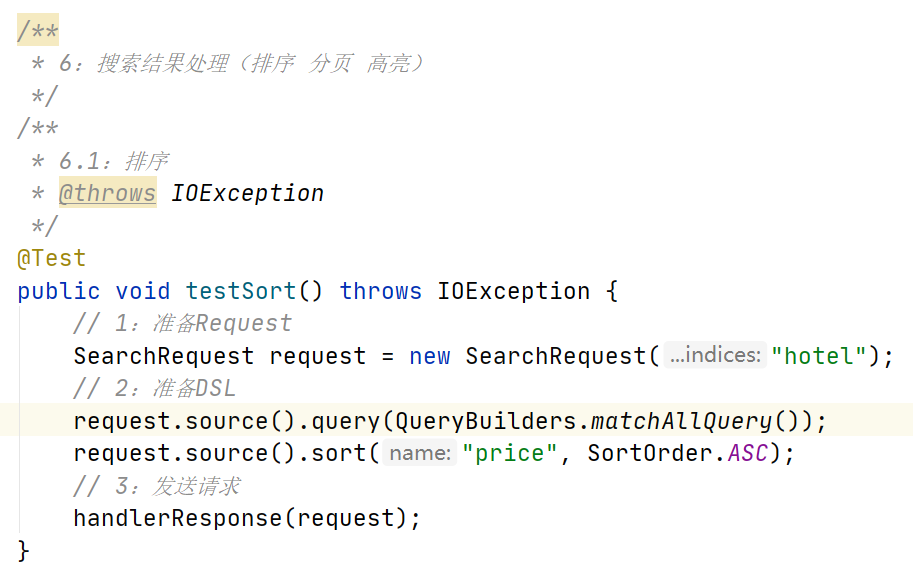 /**
 * 6：搜索结果处理（排序 分页 高亮）
 */
/**
 * 6.1：排序
 * @throws IOException
 */
@Test
public void testSort() throws IOException {
    // 1：准备Request
    SearchRequest request = new SearchRequest( ...indices: "hotel");
    // 2：准备DSL
    request.source().query(QueryBuilders.matchAllQuery());
    request.source().sort( name: "price", SortOrder.ASC);
    // 3：发送请求
    handlerResponse(request);
}